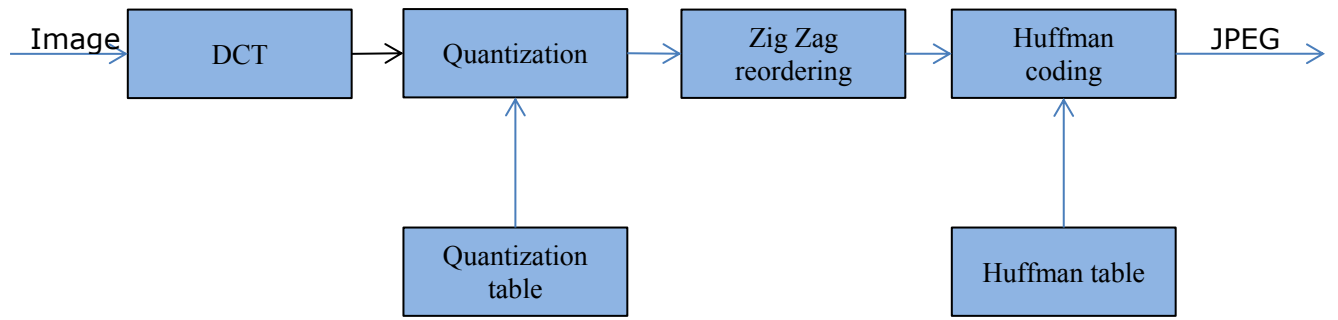 Image
DCT
Quantization
Zig Zag
reordering
Huffman
coding
JPEG
Quantization
table
Huffman table